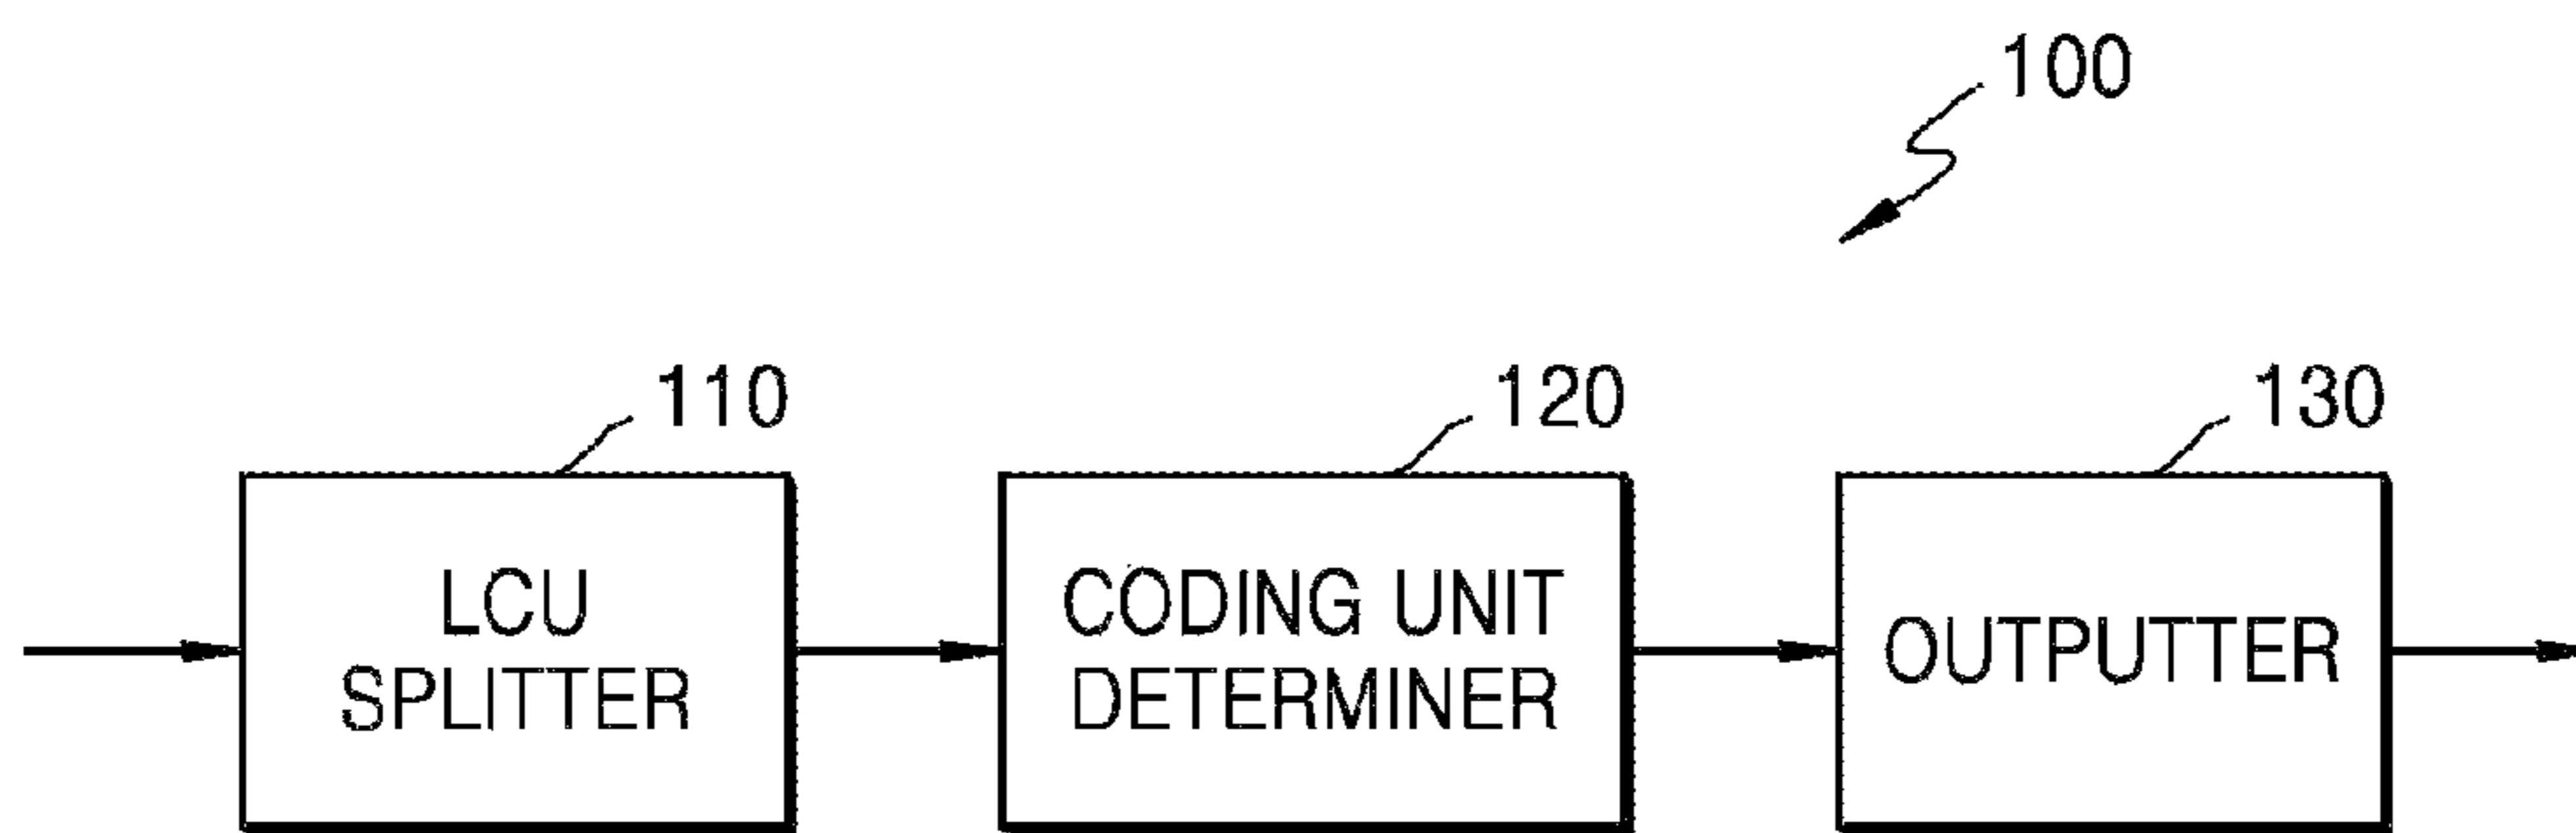 100
110
120
130
LCU
SPLITTER
CODING UNIT
DETERMINER
OUTPUTTER